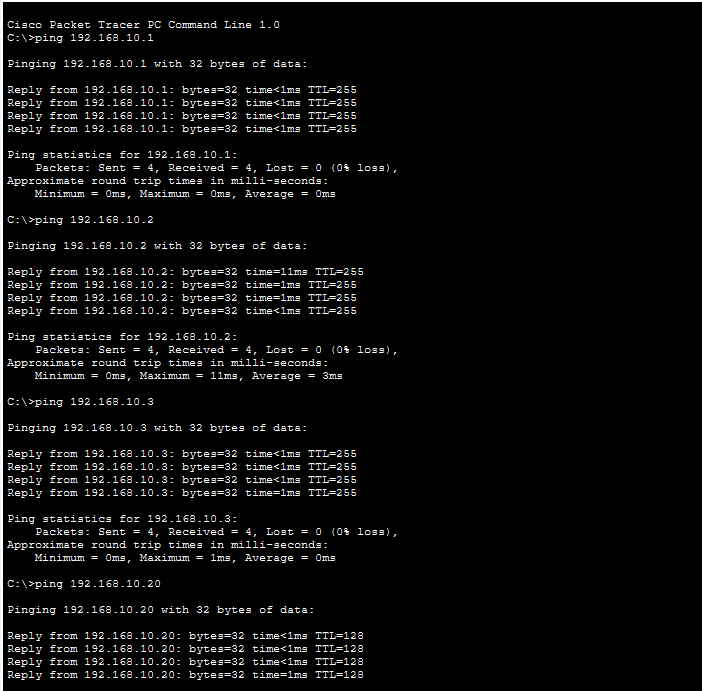 Cisco Packet Tracer PC Command Line 1.0
C:\>ping 192.168.10.1
Pinging 192.168.10.1 with 32 bytes of data:
Reply from 192.168.10.1: bytes=32 time<1ms TTL=255
Reply from 192.168.10.1: bytes=32 time<1ms TTL=255
Reply from 192.168.10.1: bytes=32 time<1ms TTL=255
Reply from 192.168.10.1: bytes=32 time<1ms TTL=255
Ping statistics for 192.168.10.1:
Packets: Sent = 4, Received = 4, Lost = 0 (0% loss),
Approximate round trip times in milli-seconds:
Minimum = 0ms, Maximum = 0ms, Average = 0ms
C:\>ping 192.168.10.2
Pinging 192.168.10.2 with 32 bytes of data:
Reply from 192.168.10.2: bytes=32 time=11ms TTL=255
Reply from 192.168.10.2: bytes=32 time=1ms TTL=255
Reply from 192.168.10.2: bytes=32 time=1ms TTL=255
Reply from 192.168.10.2: bytes=32 time<1ms TTL=255
Ping statistics for 192.168.10.2:
Packets: Sent = 4, Received = 4, Lost = 0 (0% loss),
Approximate round trip times in milli-seconds:
Minimum = 0ms, Maximum = 11ms, Average = 3ms
C:\>ping 192.168.10.3
Pinging 192.168.10.3 with 32 bytes of data:
Reply from 192.168.10.3: bytes=32 time<1ms TTL=255
Reply from 192.168.10.3: bytes=32 time<1ms TTL=255
Reply from 192.168.10.3: bytes=32 time<1ms TTL=255
Reply from 192.168.10.3: bytes=32 time=1ms TTL=255
Ping statistics for 192.168.10.3:
Packets: Sent = 4, Received = 4, Lost = 0 (0% loss),
Approximate round trip times in milli-seconds:
Minimum = 0ms, Maximum = 1ms, Average = 0ms
C:\>ping 192.168.10.20
Pinging 192.168.10.20 with 32 bytes of data:
Reply from 192.168.10.20: bytes=32 time<1ms TTL=128
Reply from 192.168.10.20: bytes=32 time<1ms TTL=128
Reply from 192.168.10.20: bytes=32 time<1ms TTL=128
Reply from 192.168.10.20: bytes=32 time=1ms TTL=128